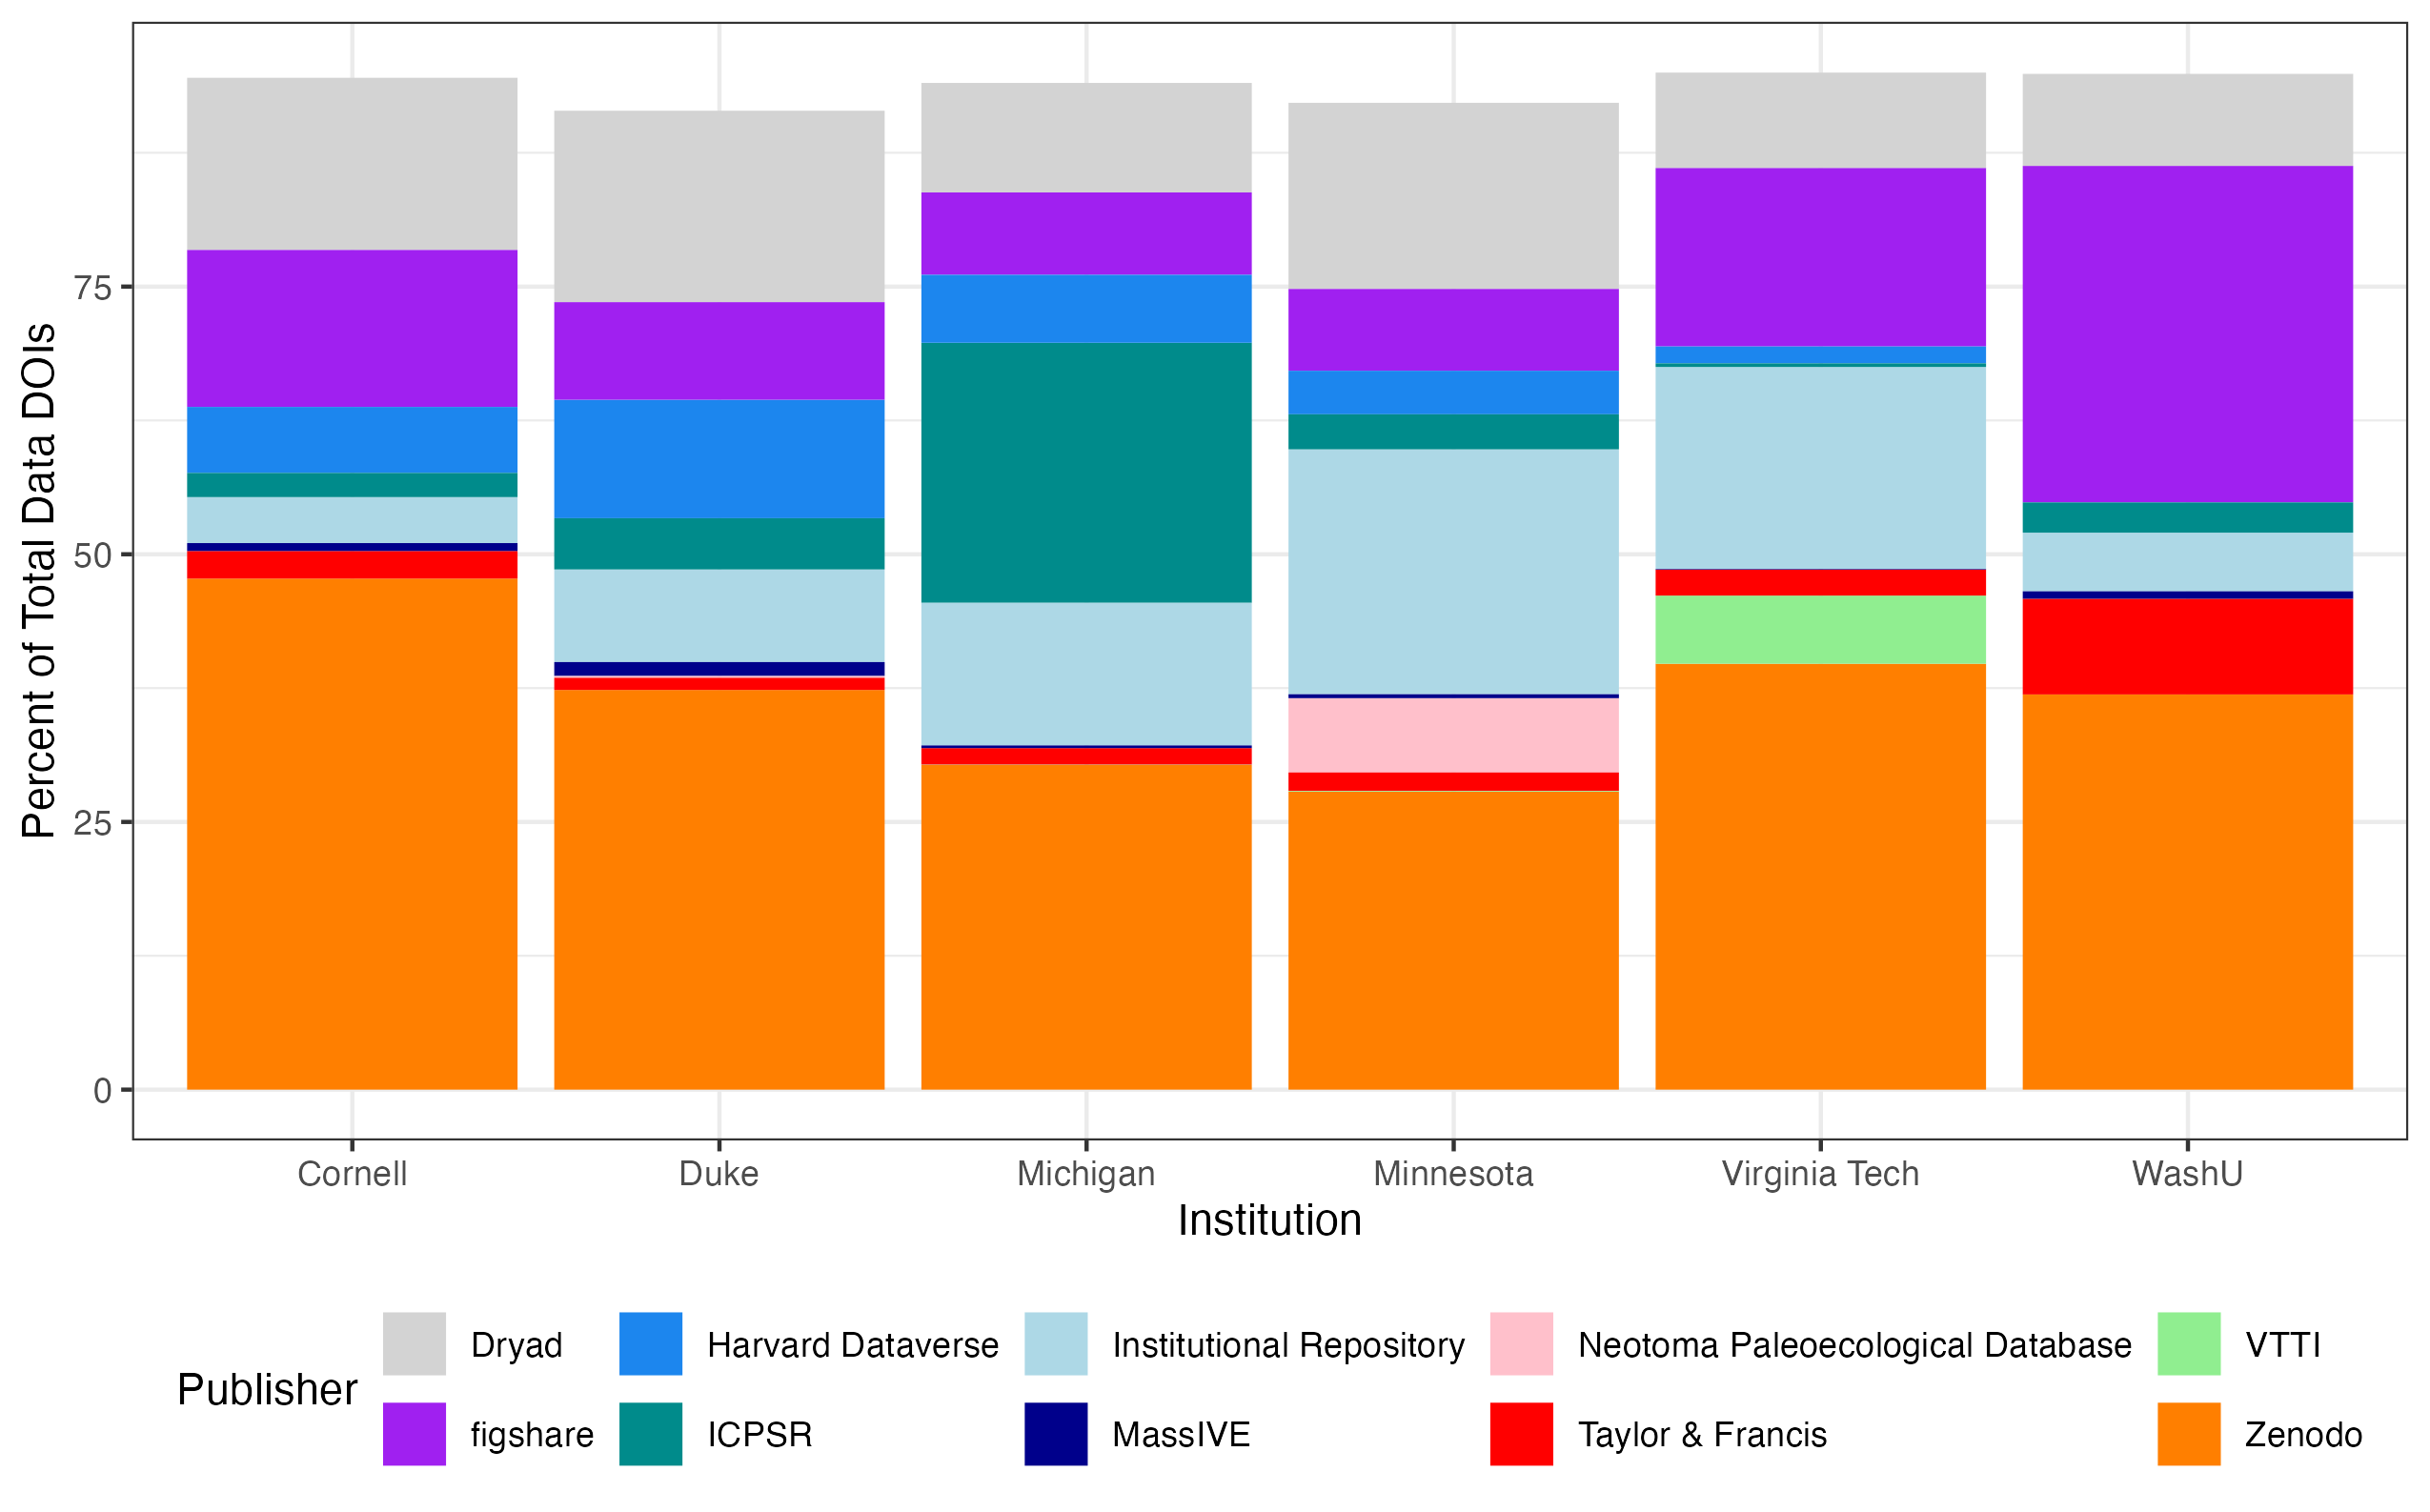 Percent of Total Data DOIs
75
50
25
0
Cornell Duke Michigan Minnesota Virginia Tech WashU
Institution
Publisher
Dryad Harvard Dataverse Institutional Repository Neotoma Paleoecological Database VTTI
figshare ICPSR MassIVE Taylor & Francis Zenodo